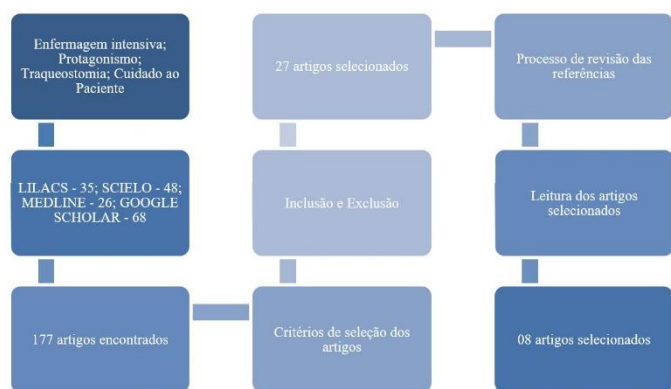 Enfermagem intensiva;
Protagonismo;
Traqueostomia; Cuidado ao
Paciente
LILACS - 35; SCIELO - 48;
MEDLINE - 26; GOOGLE
SCHOLAR - 68
177 artigos encontrados
Critérios de seleção dos
artigos
Inclusão e Exclusão
27 artigos selecionados
Processo de revisão das
referências
Leitura dos artigos
selecionados
08 artigos selecionados